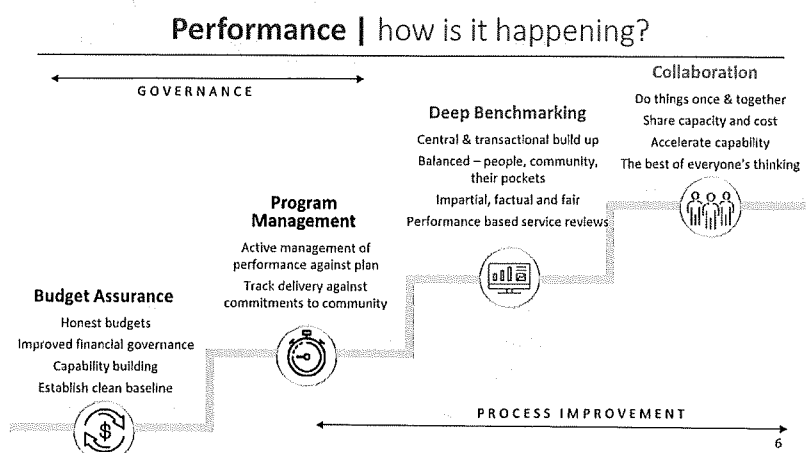 Performance | how is it happening?
GOVERNANCE
Collaboration
Do things once & together
Share capacity and cost
Accelerate capability
The best of everyone's thinking
Deep Benchmarking
Central & transactional build up
Balanced – people, community,
their pockets
Impartial, factual and fair
Performance based service reviews
Program
Management
Active management of
performance against plan
Track delivery against
commitments to community
Budget Assurance
Honest budgets
Improved financial governance
Capability building
Establish clean baseline
$
PROCESS IMPROVEMENT
6